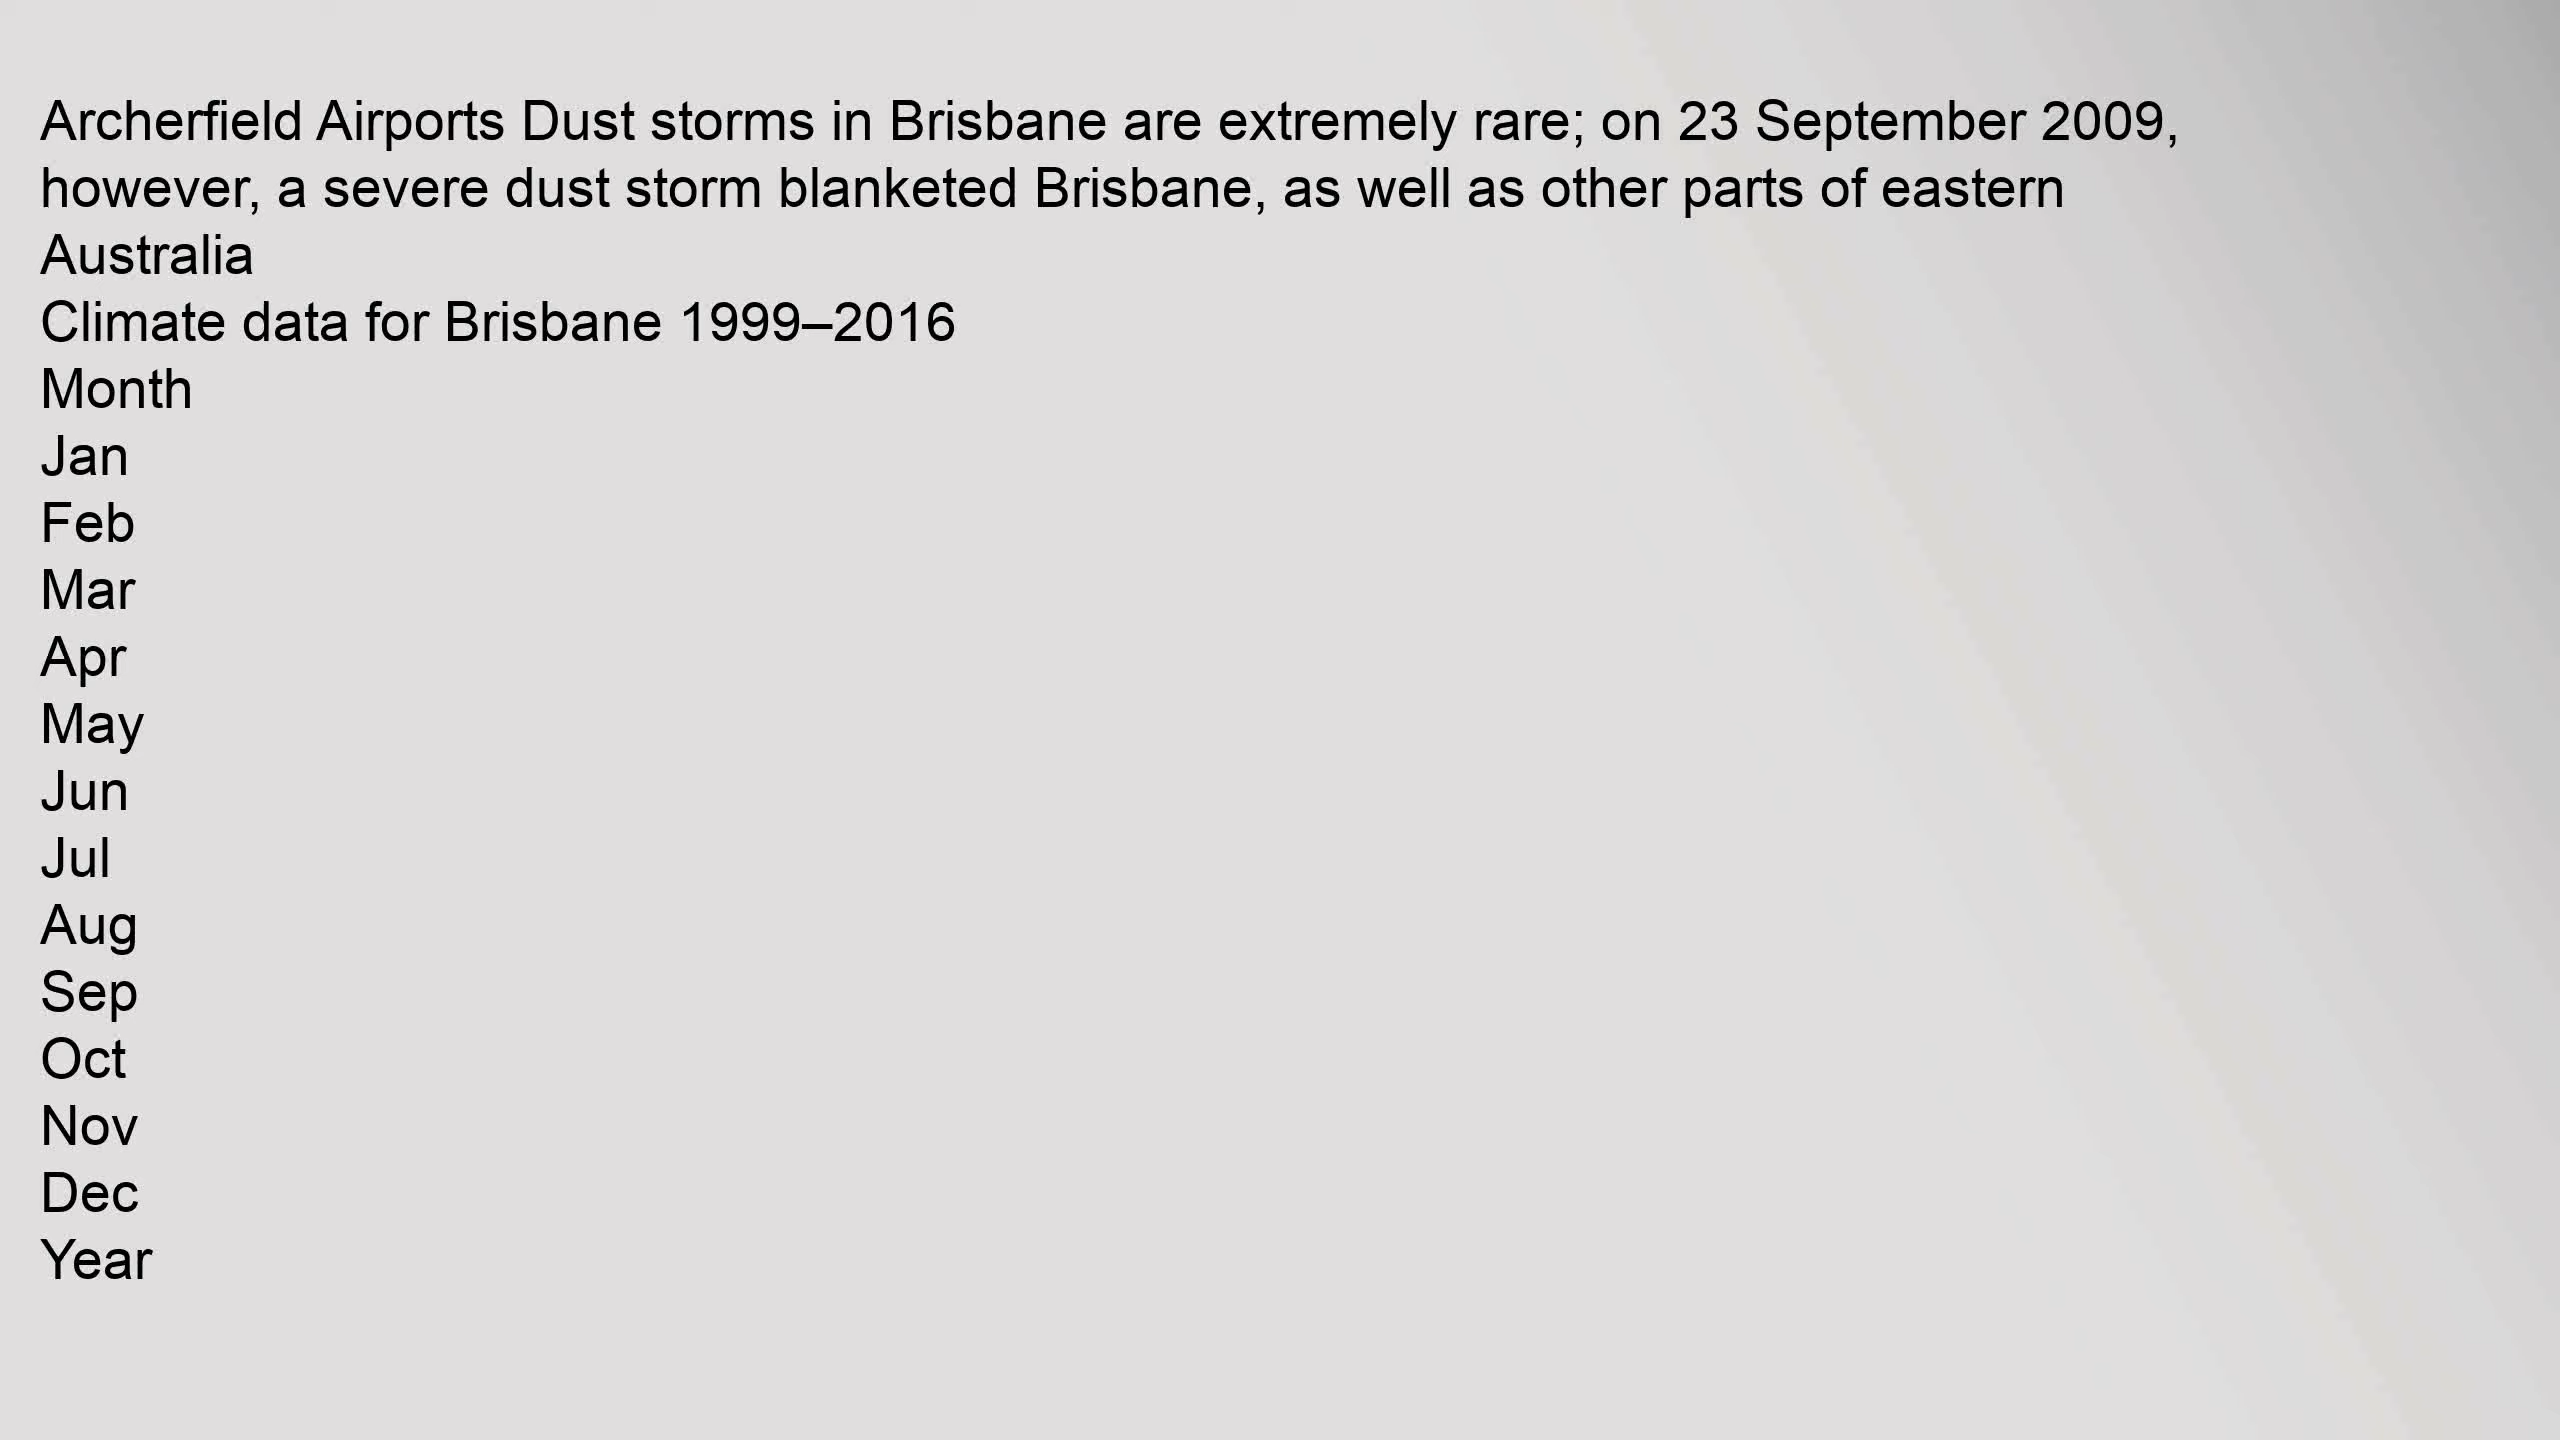 Archerfield Airports Dust storms in Brisbane are extremely rare; on 23 September 2009,
however, a severe dust storm blanketed Brisbane, as well as other parts of eastern
Australia
Climate data for Brisbane 1999–2016
Month
Jan
Feb
Mar
Apr
May
Jun
Jul
Aug
Sep
Oct
Nov
Dec
Year